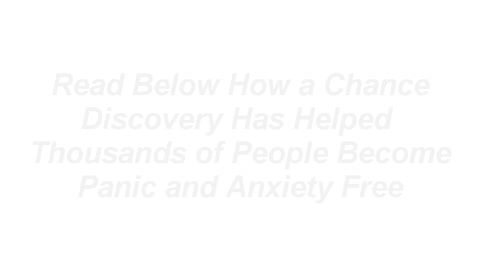 Read Below How a Chance
Discovery Has Helped
Thousands of People Become
Panic and Anxiety Free